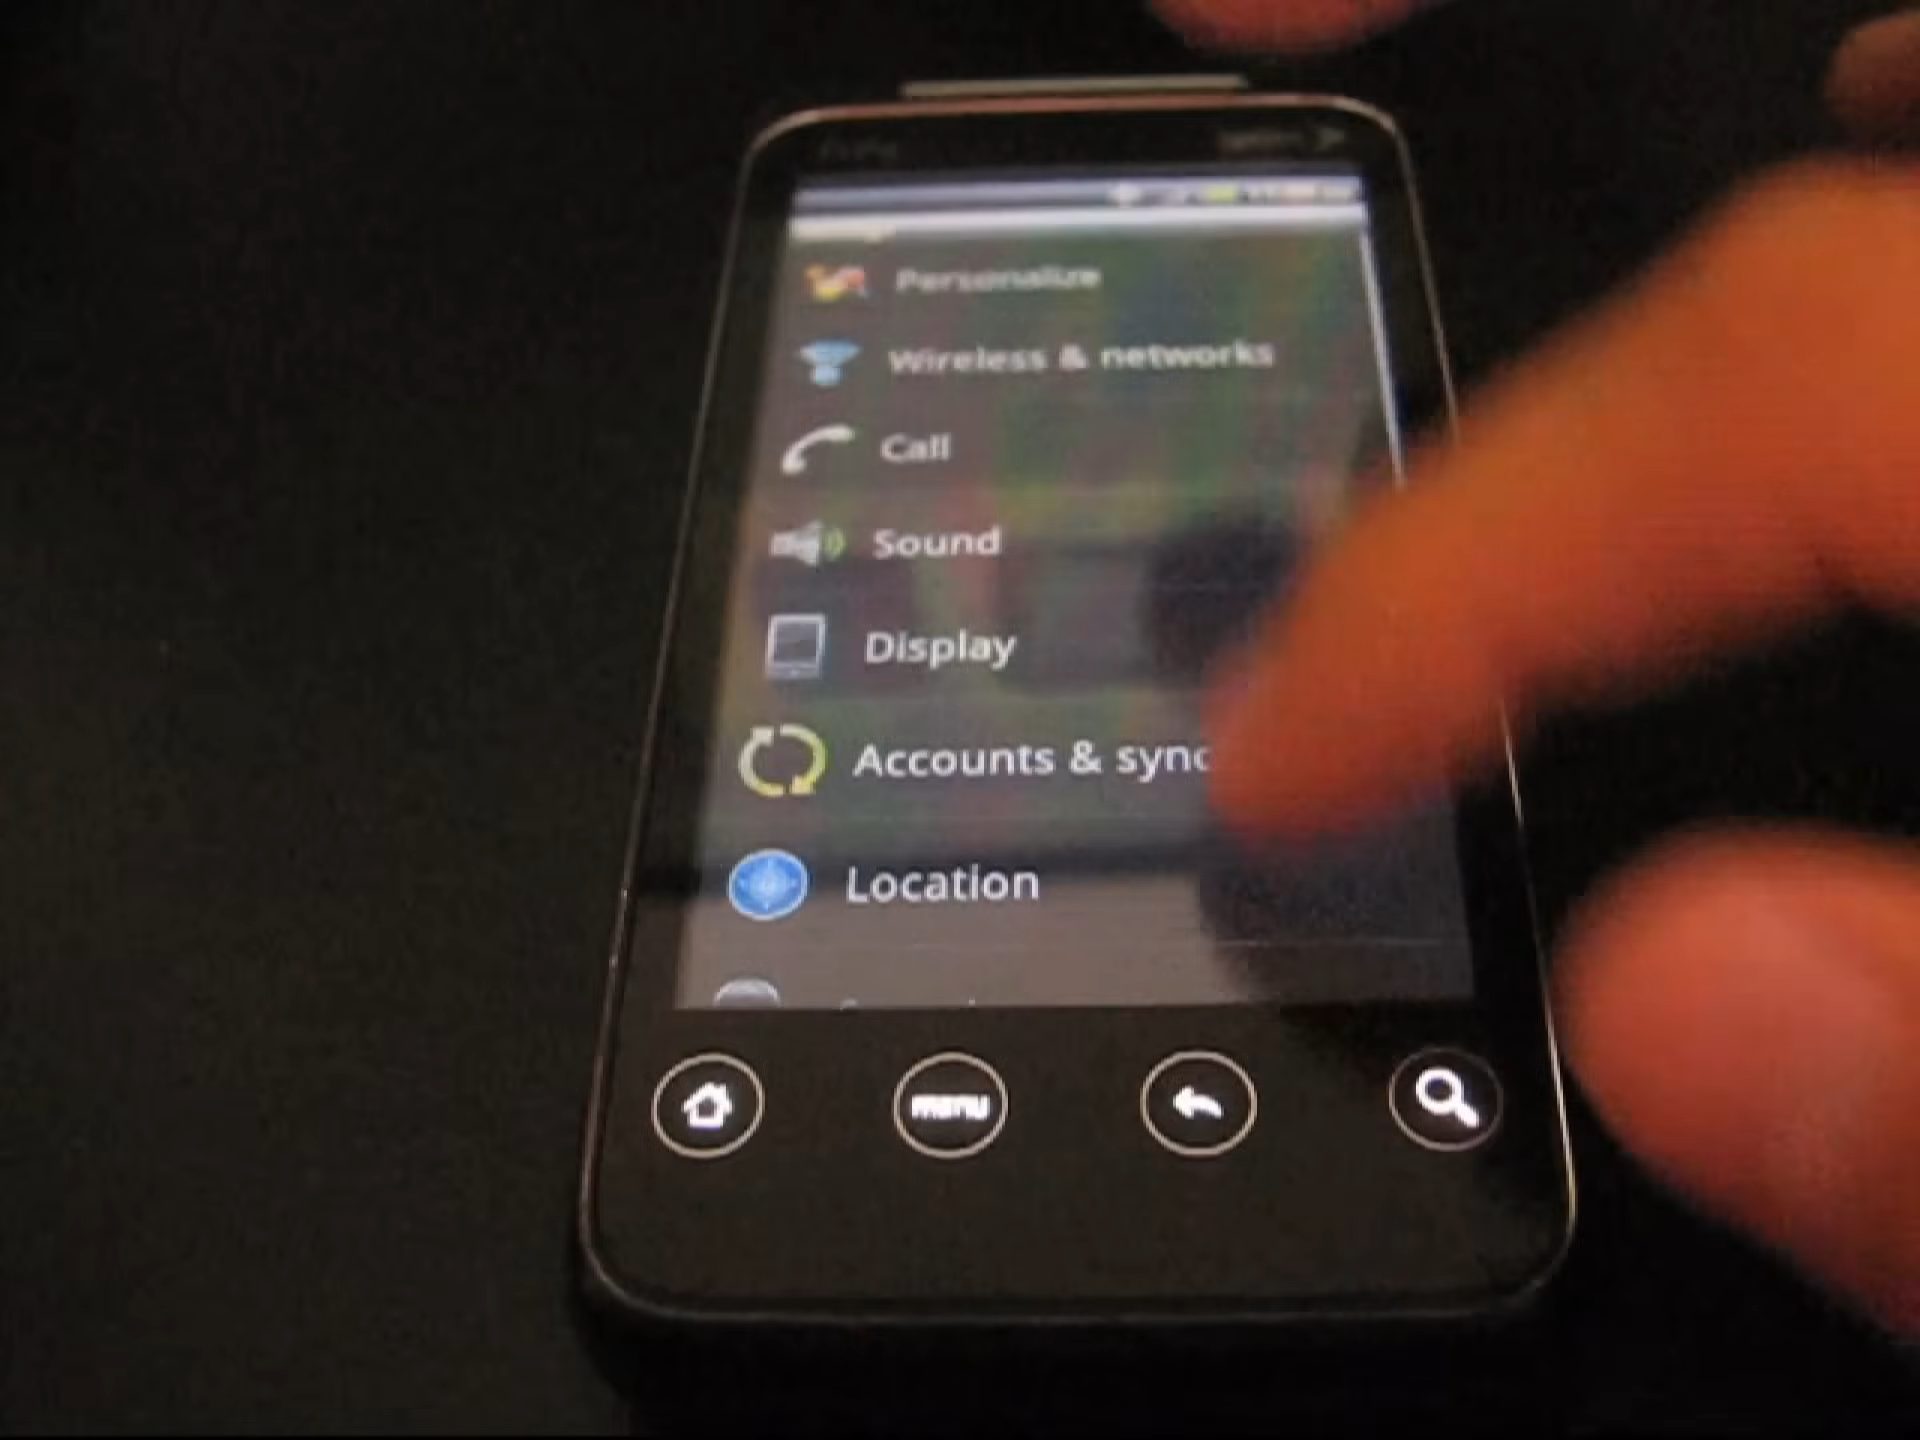 Personalize
Wireless & networks
Call
Sound
Display
Accounts & sync
Location
menu